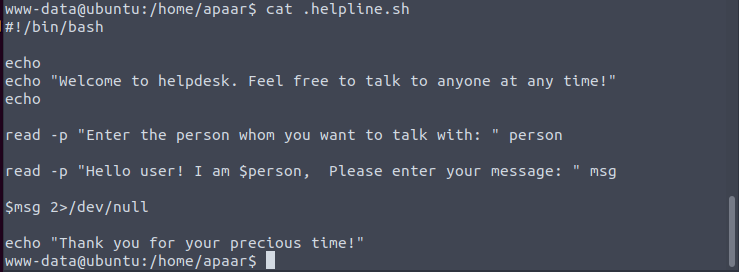 www-data@ubuntu:/home/apaar$ cat .helpline.sh
#!/bin/bash
echo
echo "Welcome to helpdesk. Feel free to talk to anyone at any time!"
echo
read -p "Enter the person whom you want to talk with: " person
read -p "Hello user! I am $person,  Please enter your message: " msg
$msg 2>/dev/null
echo "Thank you for your precious time!"
www-data@ubuntu:/home/apaar$